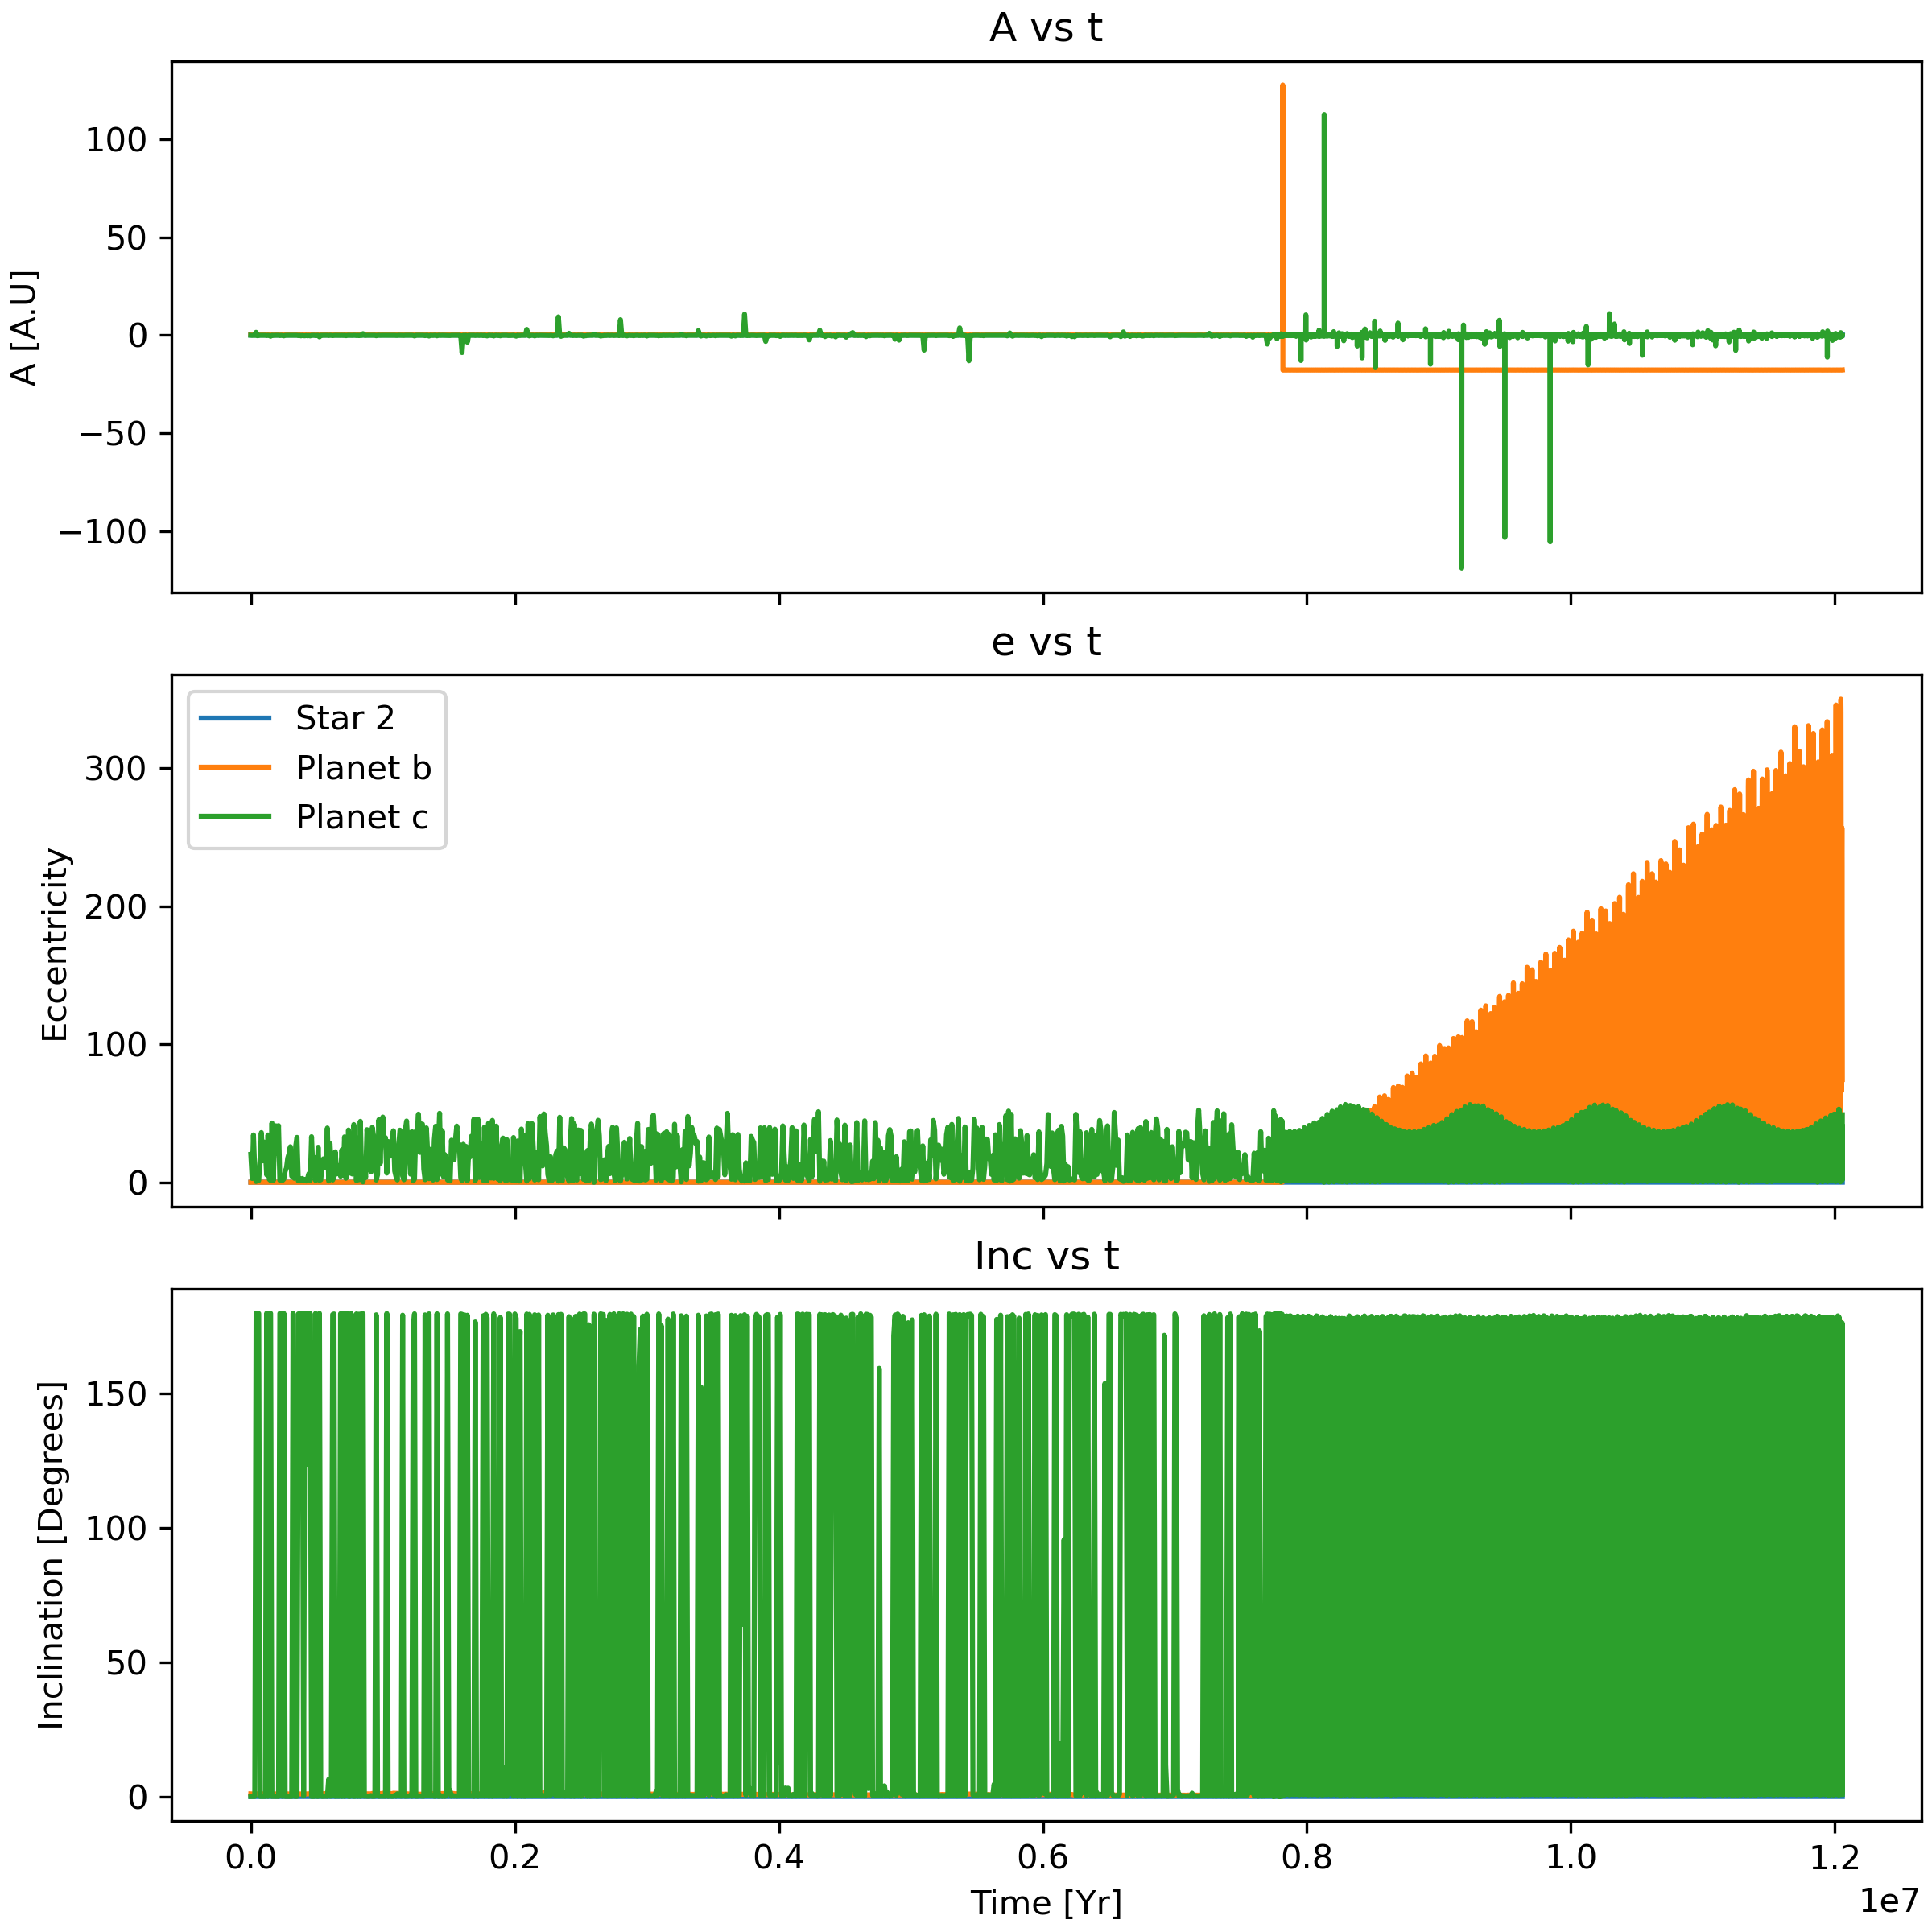 A vs t
100
50
0
−50
−100
A [A.U]
e vs t
Star 2
Planet b
Planet c
300
200
100
0
Eccentricity
Inc vs t
150
100
50
0
Inclination [Degrees]
0.0 0.2 0.4 0.6 0.8 1.0 1.2
Time [Yr]
1e7